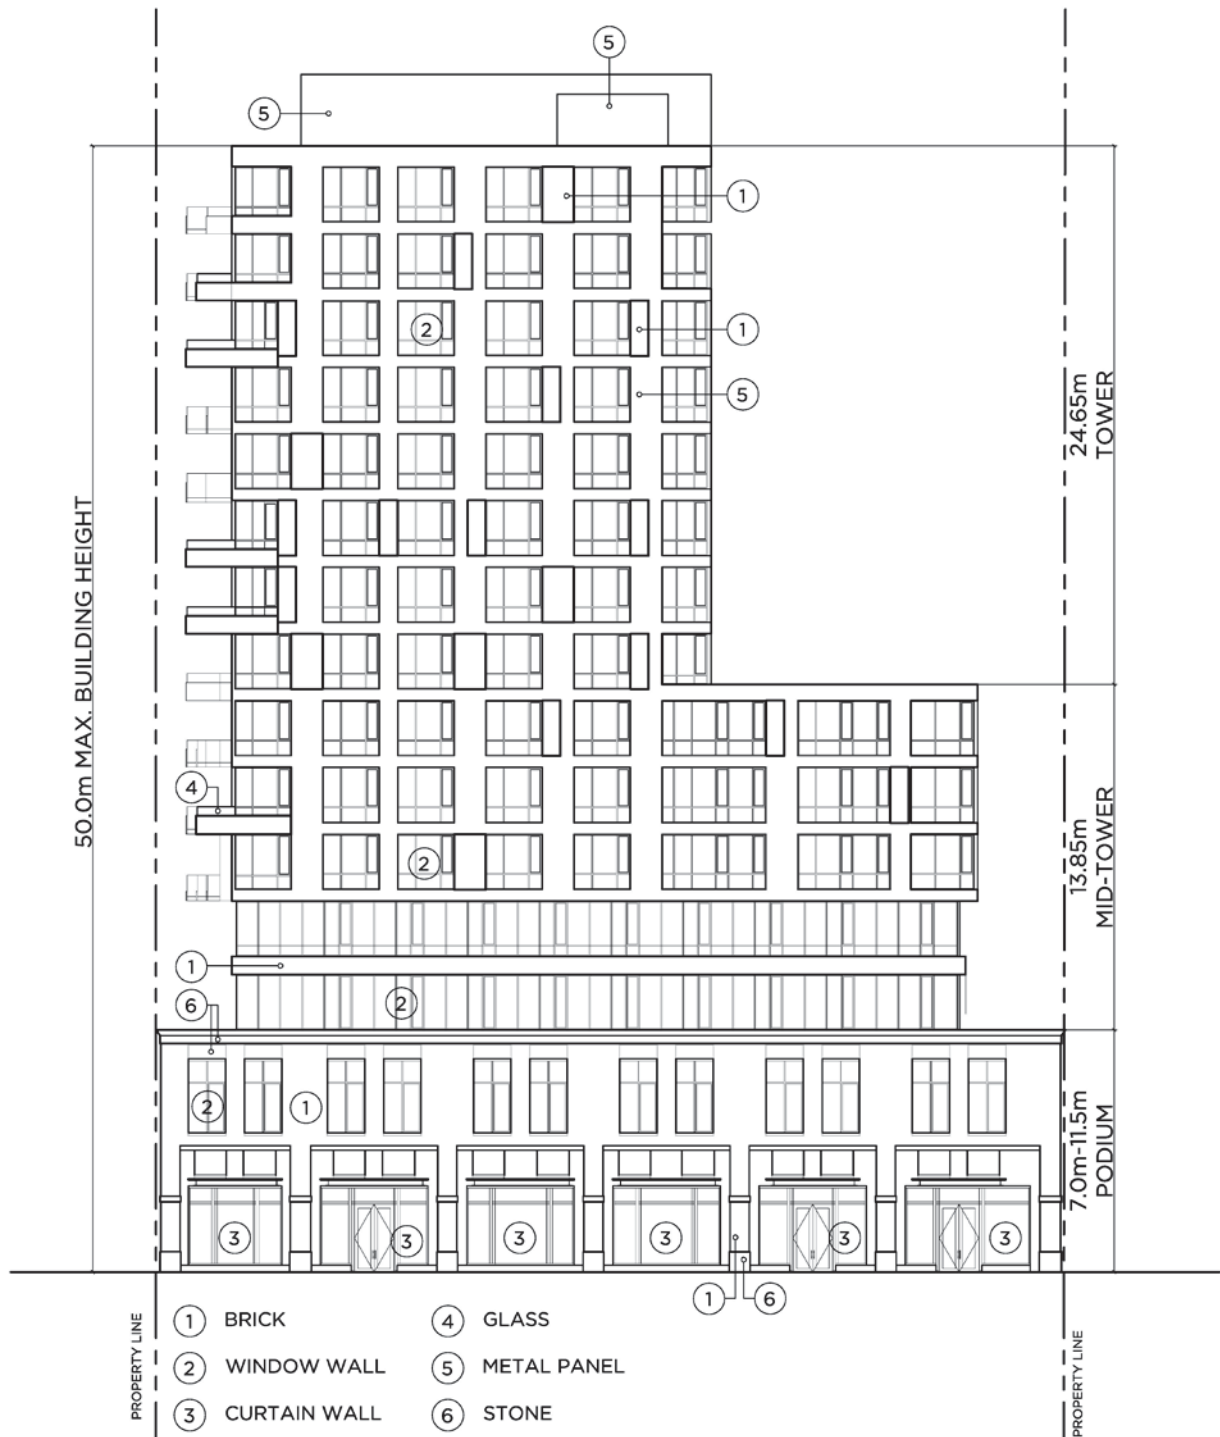 5
5
1
2
1
5
24.65m
TOWER
50.0m MAX. BUILDING HEIGHT
4
2
13.85m
MID-TOWER
1
2
6
2
1
7.0m-11.5m
PODIUM
3
3
3
3
3
3
1
6
PROPERTY LINE
PROPERTY LINE
1 BRICK
4 GLASS
2 WINDOW WALL
5 METAL PANEL
3 CURTAIN WALL
6 STONE